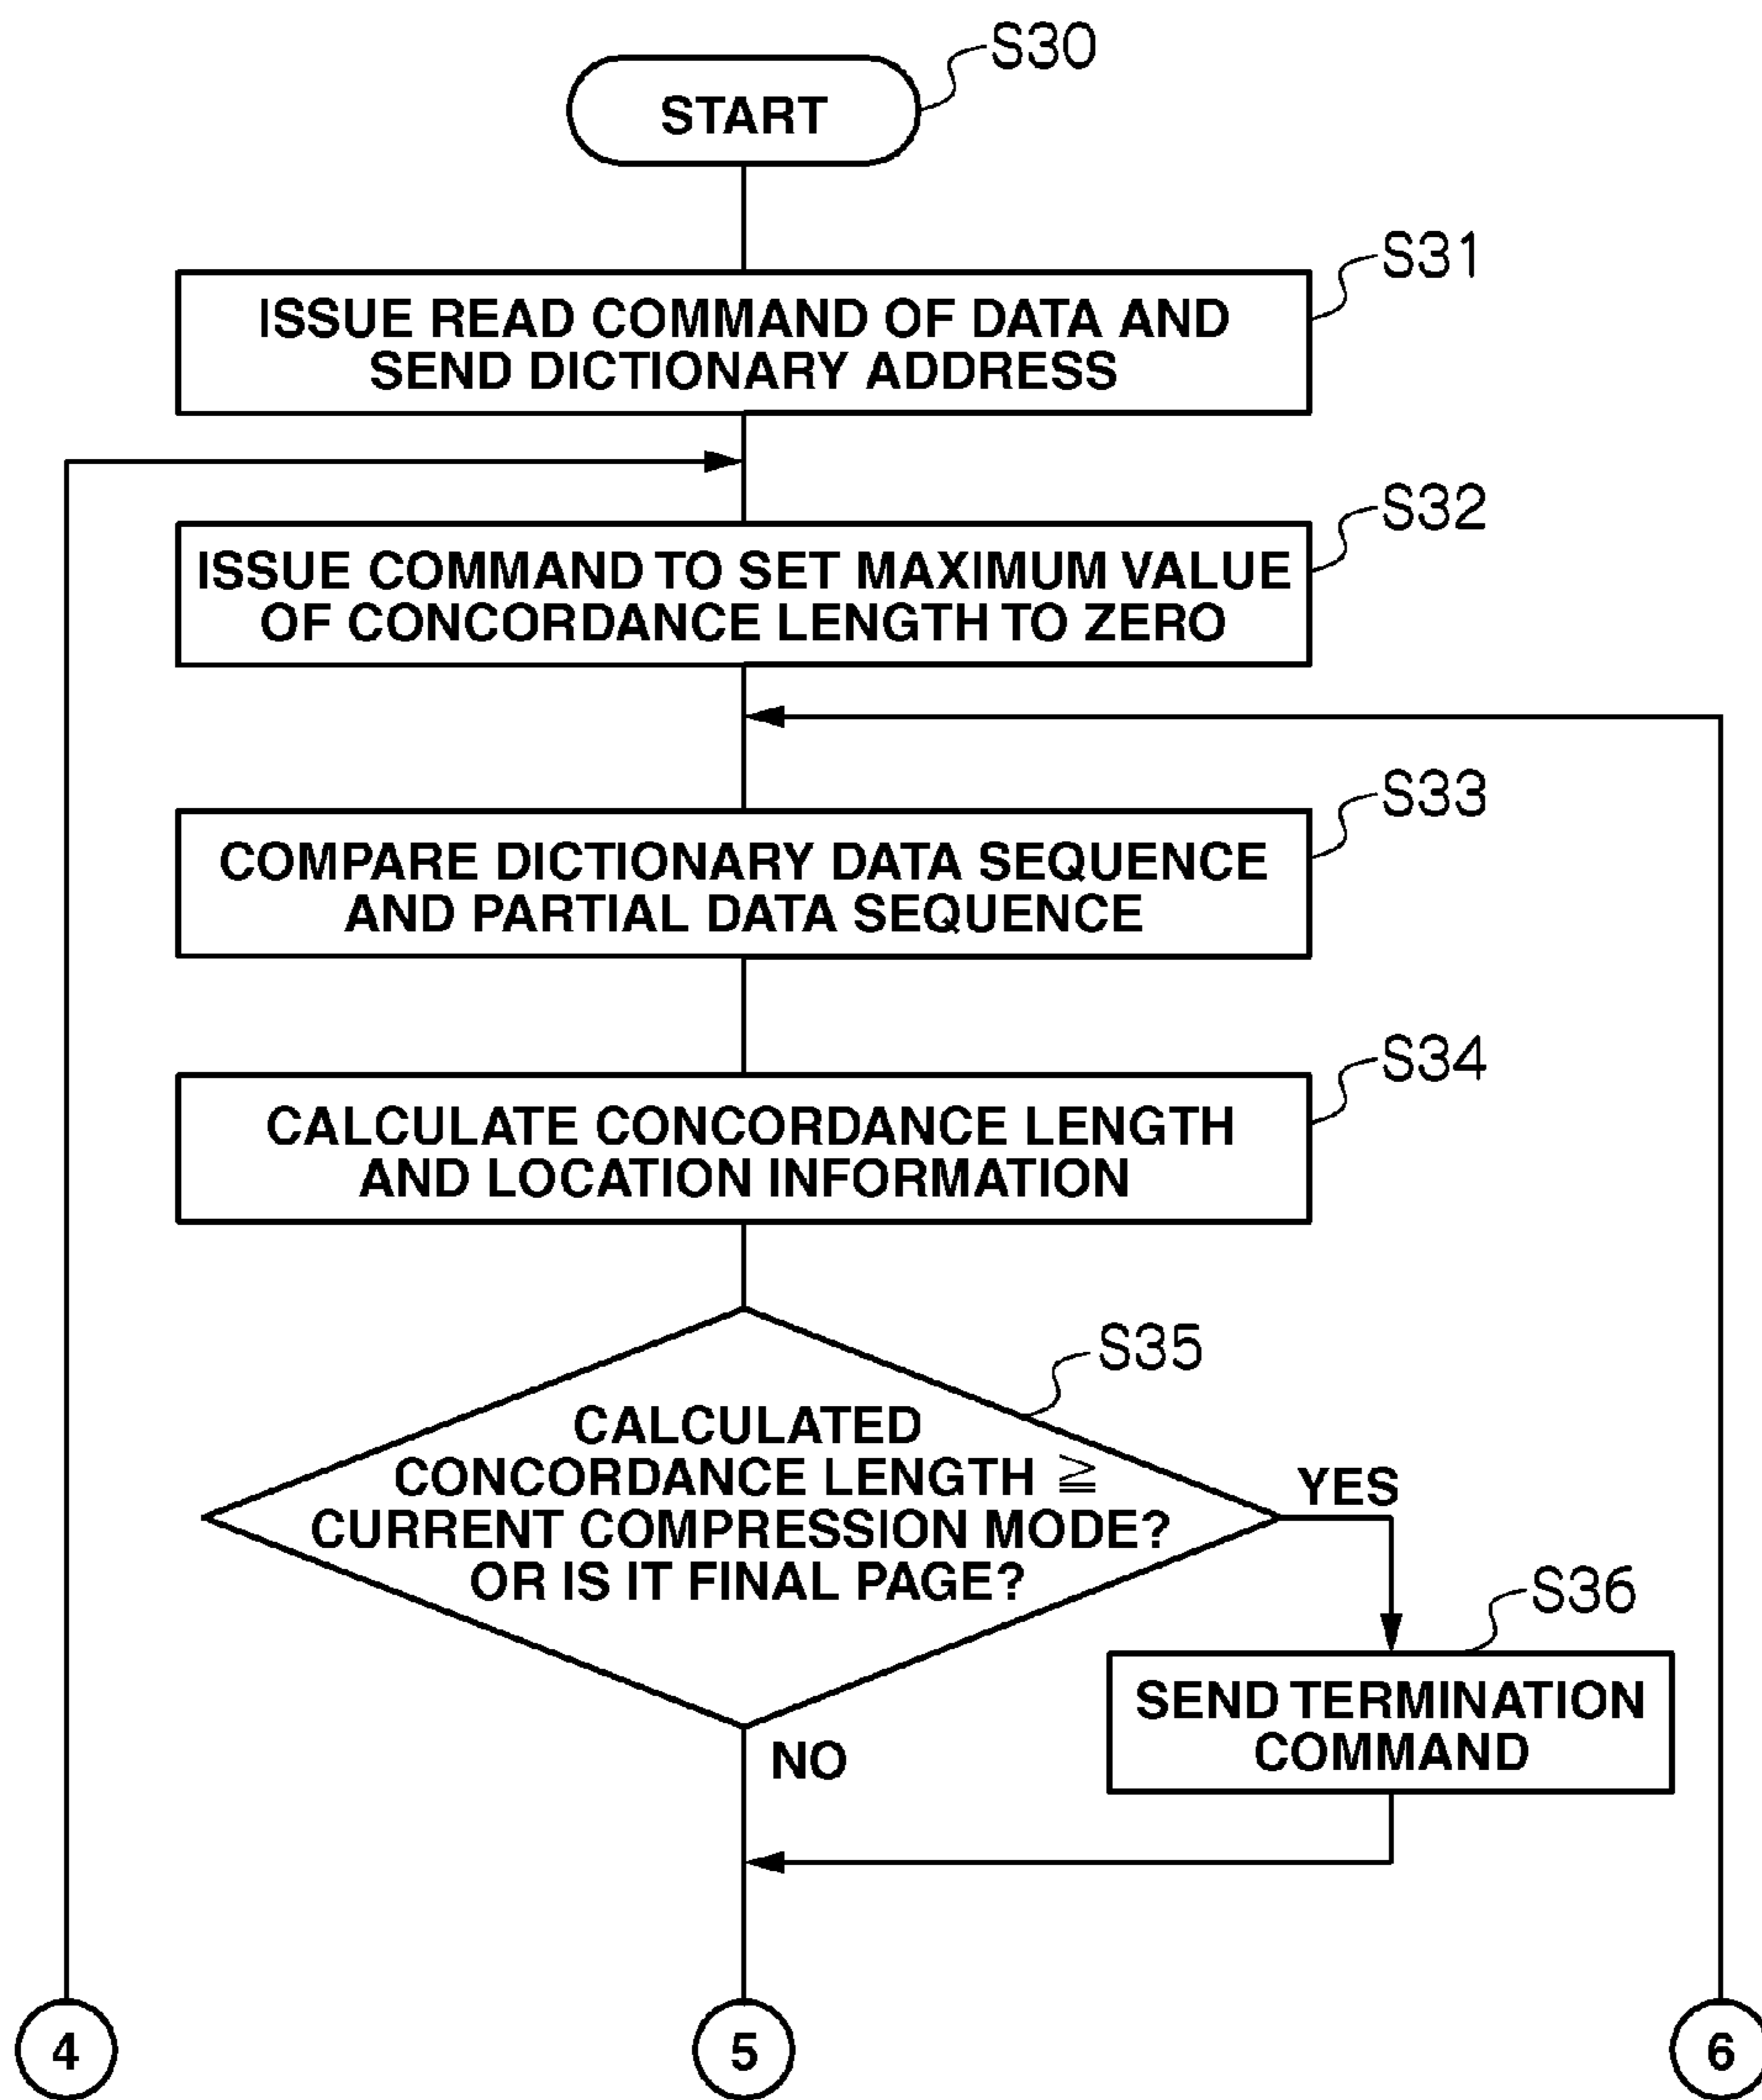 S30
START
S31
ISSUE READ COMMAND OF DATA AND
SEND DICTIONARY ADDRESS
S32
ISSUE COMMAND TO SET MAXIMUM VALUE
OF CONCORDANCE LENGTH TO ZERO
S33
COMPARE DICTIONARY DATA SEQUENCE
AND PARTIAL DATA SEQUENCE
S34
CALCULATE CONCORDANCE LENGTH
AND LOCATION INFORMATION
S35
CALCULATED
CONCORDANCE LENGTH ≧
CURRENT COMPRESSION MODE?
OR IS IT FINAL PAGE?
YES
S36
SEND TERMINATION
COMMAND
NO
4
5
6